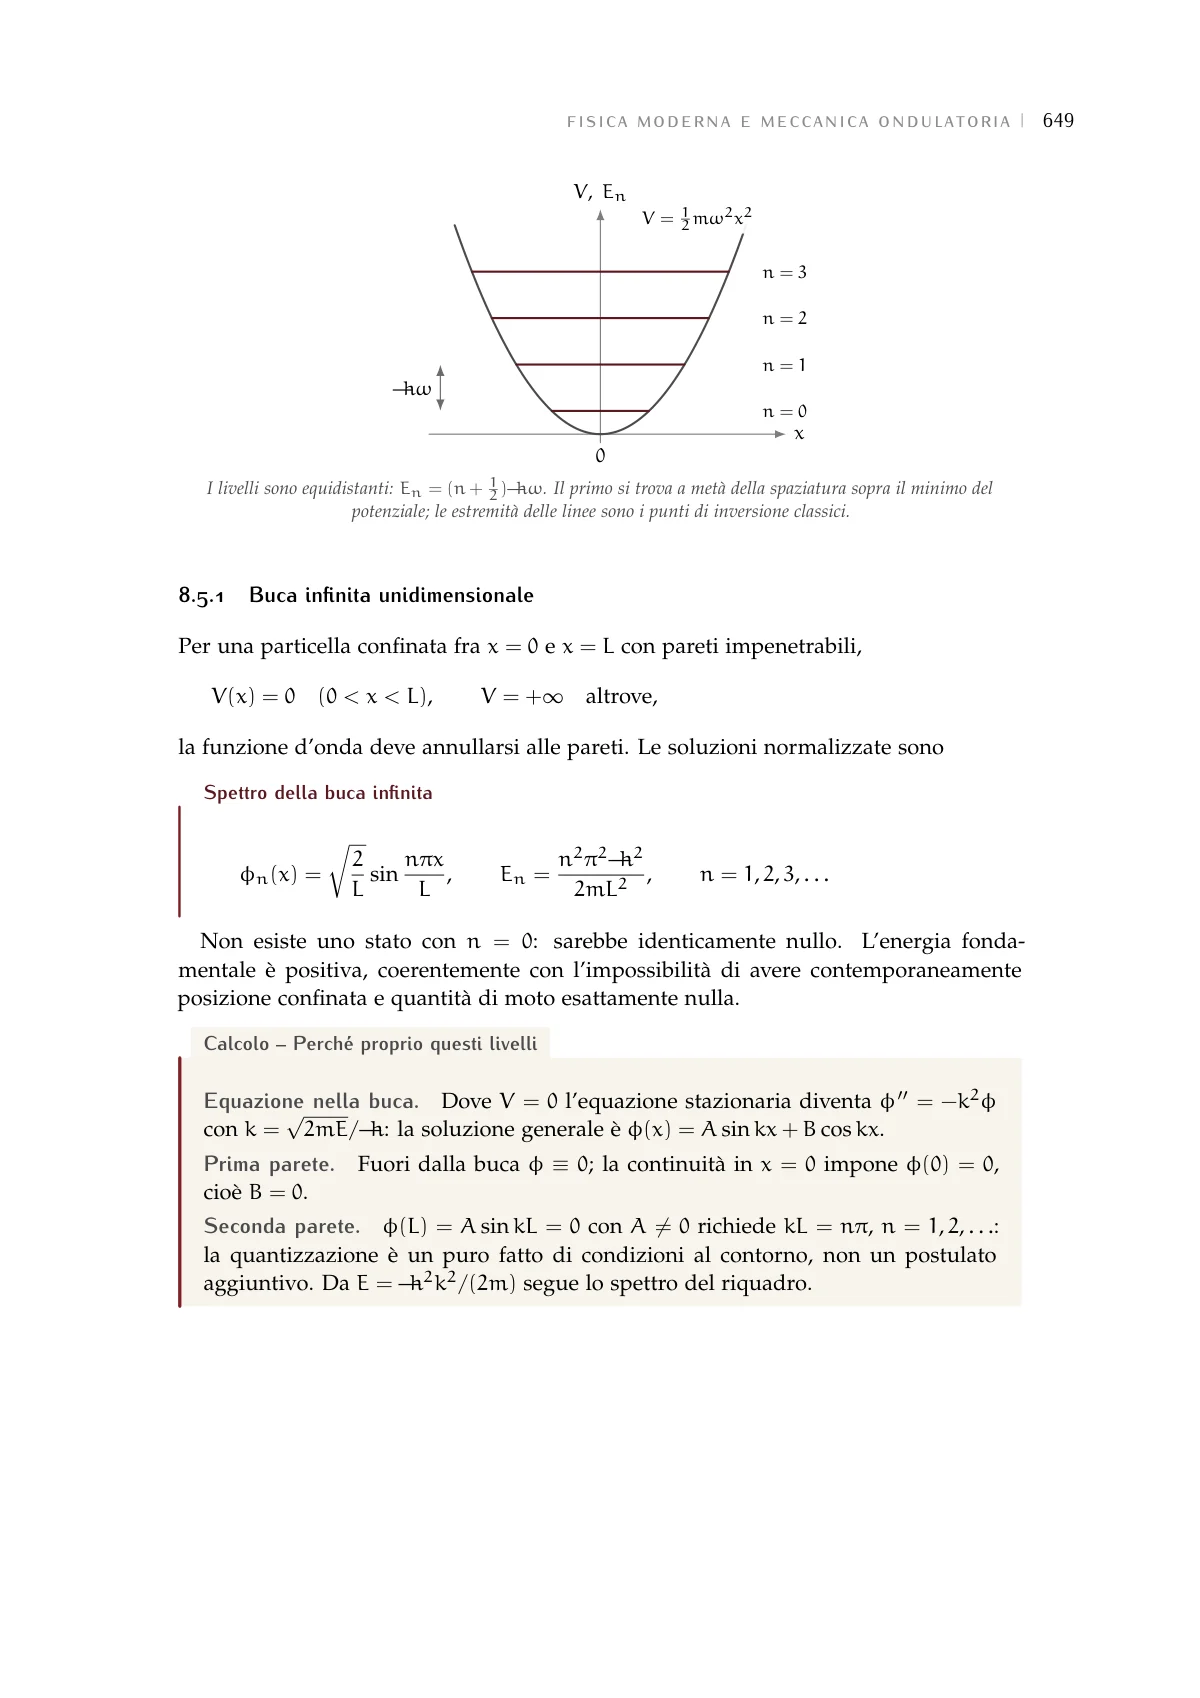 FISICA MODERNA E MECCANICA ONDULATORIA | 649
V, Eₙ
V = ½mω²x²
n = 3
n = 2
n = 1
ħω
n = 0
x
0
I livelli sono equidistanti: Eₙ = (n + ½)ħω. Il primo si trova a metà della spaziatura sopra il minimo del
potenziale; le estremità delle linee sono i punti di inversione classici.
8.5.1 Buca infinita unidimensionale
Per una particella confinata fra x = 0 e x = L con pareti impenetrabili,
V(x) = 0 (0 < x < L), V = +∞ altrove,
la funzione d'onda deve annullarsi alle pareti. Le soluzioni normalizzate sono
Spettro della buca infinita
ϕₙ(x) = √(2/L) sin nπx/L, Eₙ = n²π²ħ²/2mL², n = 1, 2, 3, . . .
Non esiste uno stato con n = 0: sarebbe identicamente nullo. L'energia fonda-
mentale è positiva, coerentemente con l'impossibilità di avere contemporaneamente
posizione confinata e quantità di moto esattamente nulla.
Calcolo – Perché proprio questi livelli
Equazione nella buca. Dove V = 0 l'equazione stazionaria diventa ϕ′′ = −k²ϕ
con k = √2mE/ħ: la soluzione generale è ϕ(x) = A sin kx + B cos kx.
Prima parete. Fuori dalla buca ϕ ≡ 0; la continuità in x = 0 impone ϕ(0) = 0,
cioè B = 0.
Seconda parete. ϕ(L) = A sin kL = 0 con A ≠ 0 richiede kL = nπ, n = 1, 2, . . .:
la quantizzazione è un puro fatto di condizioni al contorno, non un postulato
aggiuntivo. Da E = ħ²k²/(2m) segue lo spettro del riquadro.